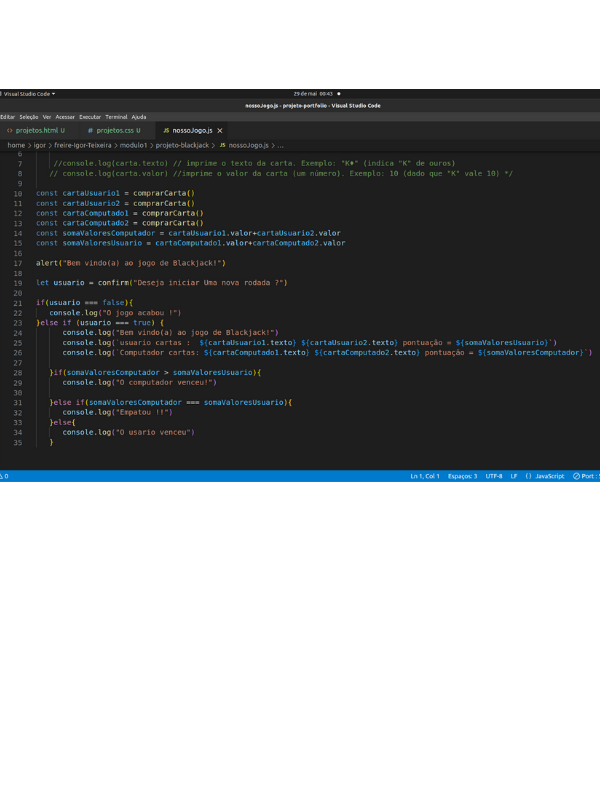 Visual Studio Code
29 de mai 00:43
nossoJogo.js - projeto-portfolio - Visual Studio Code
Editar Seleção Ver Acessar Executar Terminal Ajuda
projetos.html U # projetos.css U JS nossoJogo.js ×
home > igor > freire-Igor-Teixeira > modulo1 > projeto-blackjack > JS nossoJogo.js > ...
6
7 //console.log(carta.texto) // imprime o texto da carta. Exemplo: "K♦" (indica "K" de ouros)
8 // console.log(carta.valor) //imprime o valor da carta (um número). Exemplo: 10 (dado que "K" vale 10) */
9
10 const cartaUsuario1 = comprarCarta()
11 const cartaUsuario2 = comprarCarta()
12 const cartaComputado1 = comprarCarta()
13 const cartaComputado2 = comprarCarta()
14 const somaValoresComputador = cartaUsuario1.valor+cartaUsuario2.valor
15 const somaValoresUsuario = cartaComputado1.valor+cartaComputado2.valor
16
17 alert("Bem vindo(a) ao jogo de Blackjack!")
18
19 let usuario = confirm("Deseja iniciar Uma nova rodada ?")
20
21 if(usuario === false){
22 console.log("O jogo acabou !")
23 }else if (usuario === true) {
24 console.log("Bem vindo(a) ao jogo de Blackjack!")
25 console.log(`usuario cartas : ${cartaUsuario1.texto} ${cartaUsuario2.texto} pontuação = ${somaValoresUsuario}`)
26 console.log(`Computador cartas: ${cartaComputado1.texto} ${cartaComputado2.texto} pontuação = ${somaValoresComputador}`)
27
28 }if(somaValoresComputador > somaValoresUsuario){
29 console.log("O computador venceu!")
30
31 }else if(somaValoresComputador === somaValoresUsuario){
32 console.log("Empatou !!")
33 }else{
34 console.log("O usario venceu")
35 }
0 Ln 1, Col 1 Espaços: 3 UTF-8 LF {} JavaScript Port :